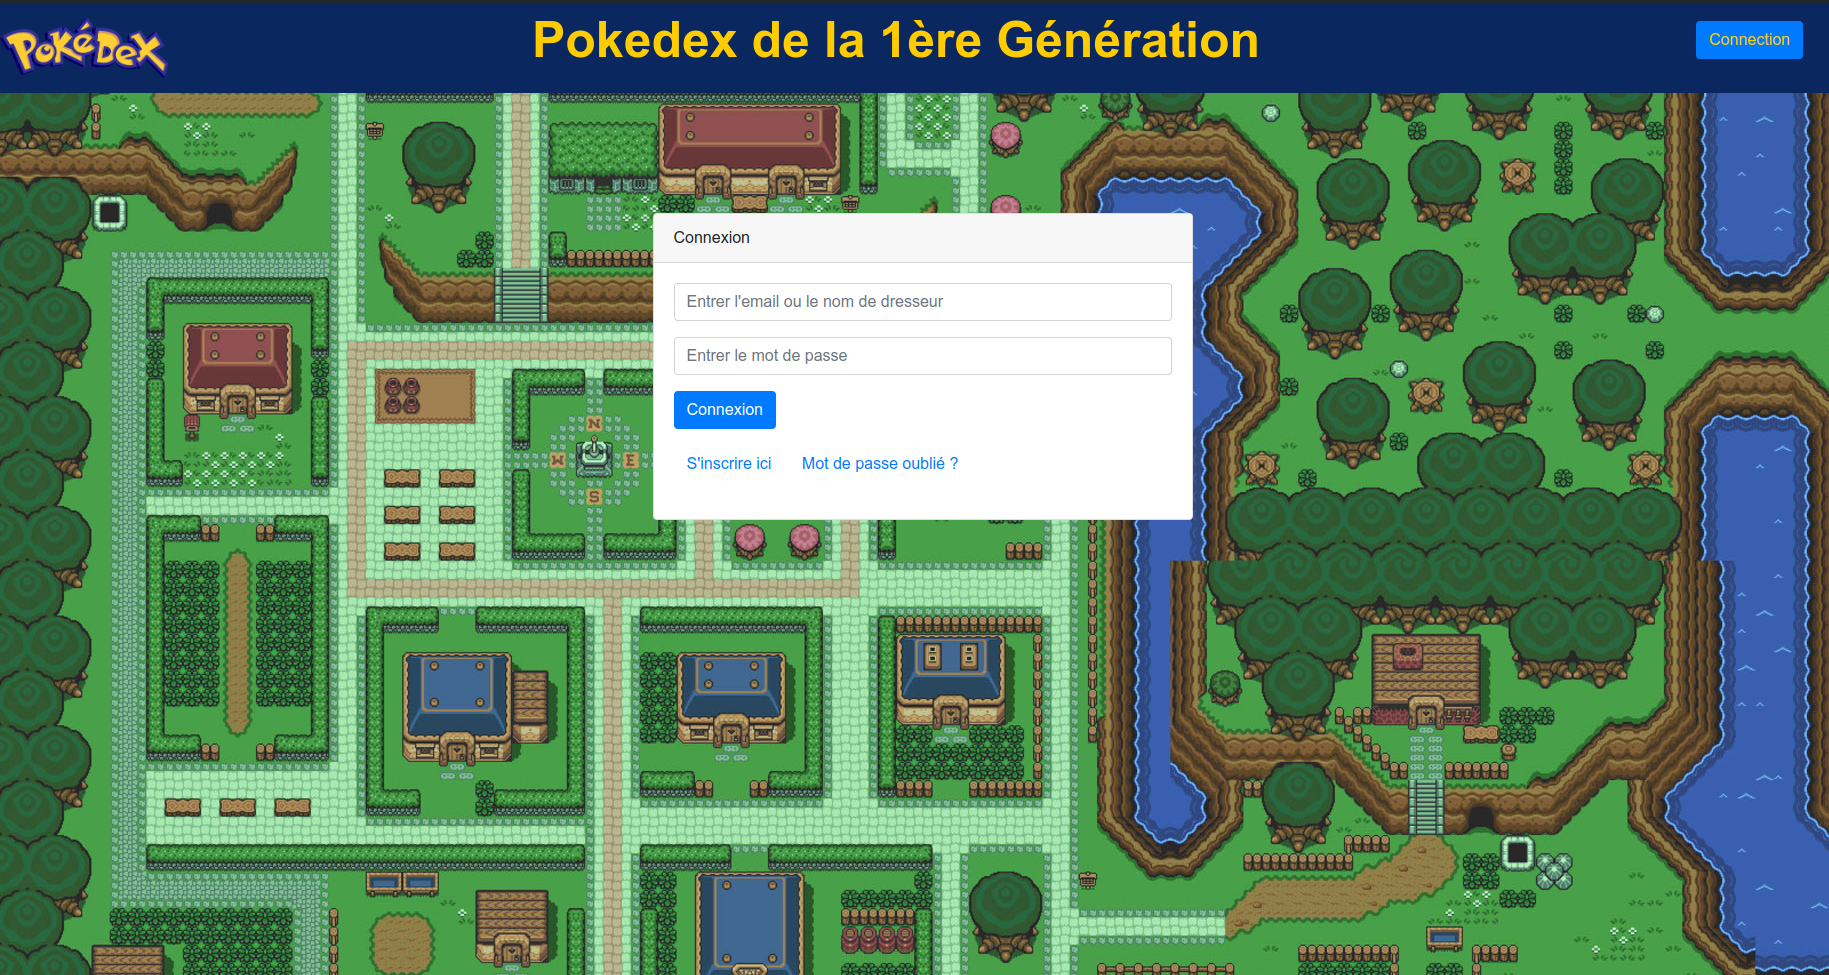 POKéDEX
Pokedex de la 1ère Génération
Connection
Connexion
Entrer l'email ou le nom de dresseur
Entrer le mot de passe
Connexion
S'inscrire ici
Mot de passe oublié ?
N
W E
S